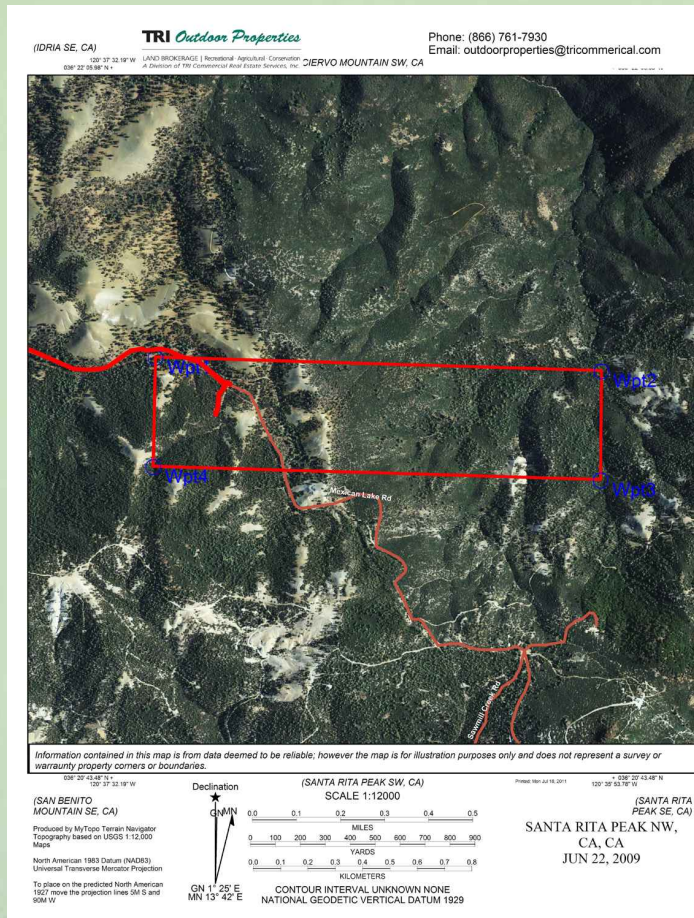 (IDRIA SE, CA)
TRI Outdoor Properties
LAND BROKERAGE | Recreational · Agricultural · Conservation
A Division of TRI Commercial Real Estate Services, Inc.
Phone: (866) 761-7930
Email: outdoorproperties@tricommerical.com
120° 37' 32.19" W
036° 22' 05.98" N +
CIERVO MOUNTAIN SW, CA
Wpt2
Wpt4
Wpt3
Mexican Lake Rd
Sawmill Creek Rd
Information contained in this map is from data deemed to be reliable; however the map is for illustration purposes only and does not represent a survey or
warraunty property corners or boundaries.
036° 20' 43.48" N +
120° 37' 32.19" W
(SAN BENITO
MOUNTAIN SE, CA)
Produced by MyTopo Terrain Navigator
Topography based on USGS 1:12,000
Maps
North American 1983 Datum (NAD83)
Universal Transverse Mercator Projection
To place on the predicted North American
1927 move the projection lines 5M S and
90M W
Declination
GN
MN
GN 1° 25' E
MN 13° 42' E
(SANTA RITA PEAK SW, CA)
SCALE 1:12000
0.0 0.1 0.2 0.3 0.4 0.5
MILES
0 100 200 300 400 500 600 700 800 900
YARDS
0.0 0.1 0.2 0.3 0.4 0.5 0.6 0.7 0.8
KILOMETERS
CONTOUR INTERVAL UNKNOWN NONE
NATIONAL GEODETIC VERTICAL DATUM 1929
Printed: Mon Jul 18, 2011
+ 036° 20' 43.48" N
120° 35' 53.78" W
(SANTA RITA
PEAK SE, CA)
SANTA RITA PEAK NW,
CA, CA
JUN 22, 2009